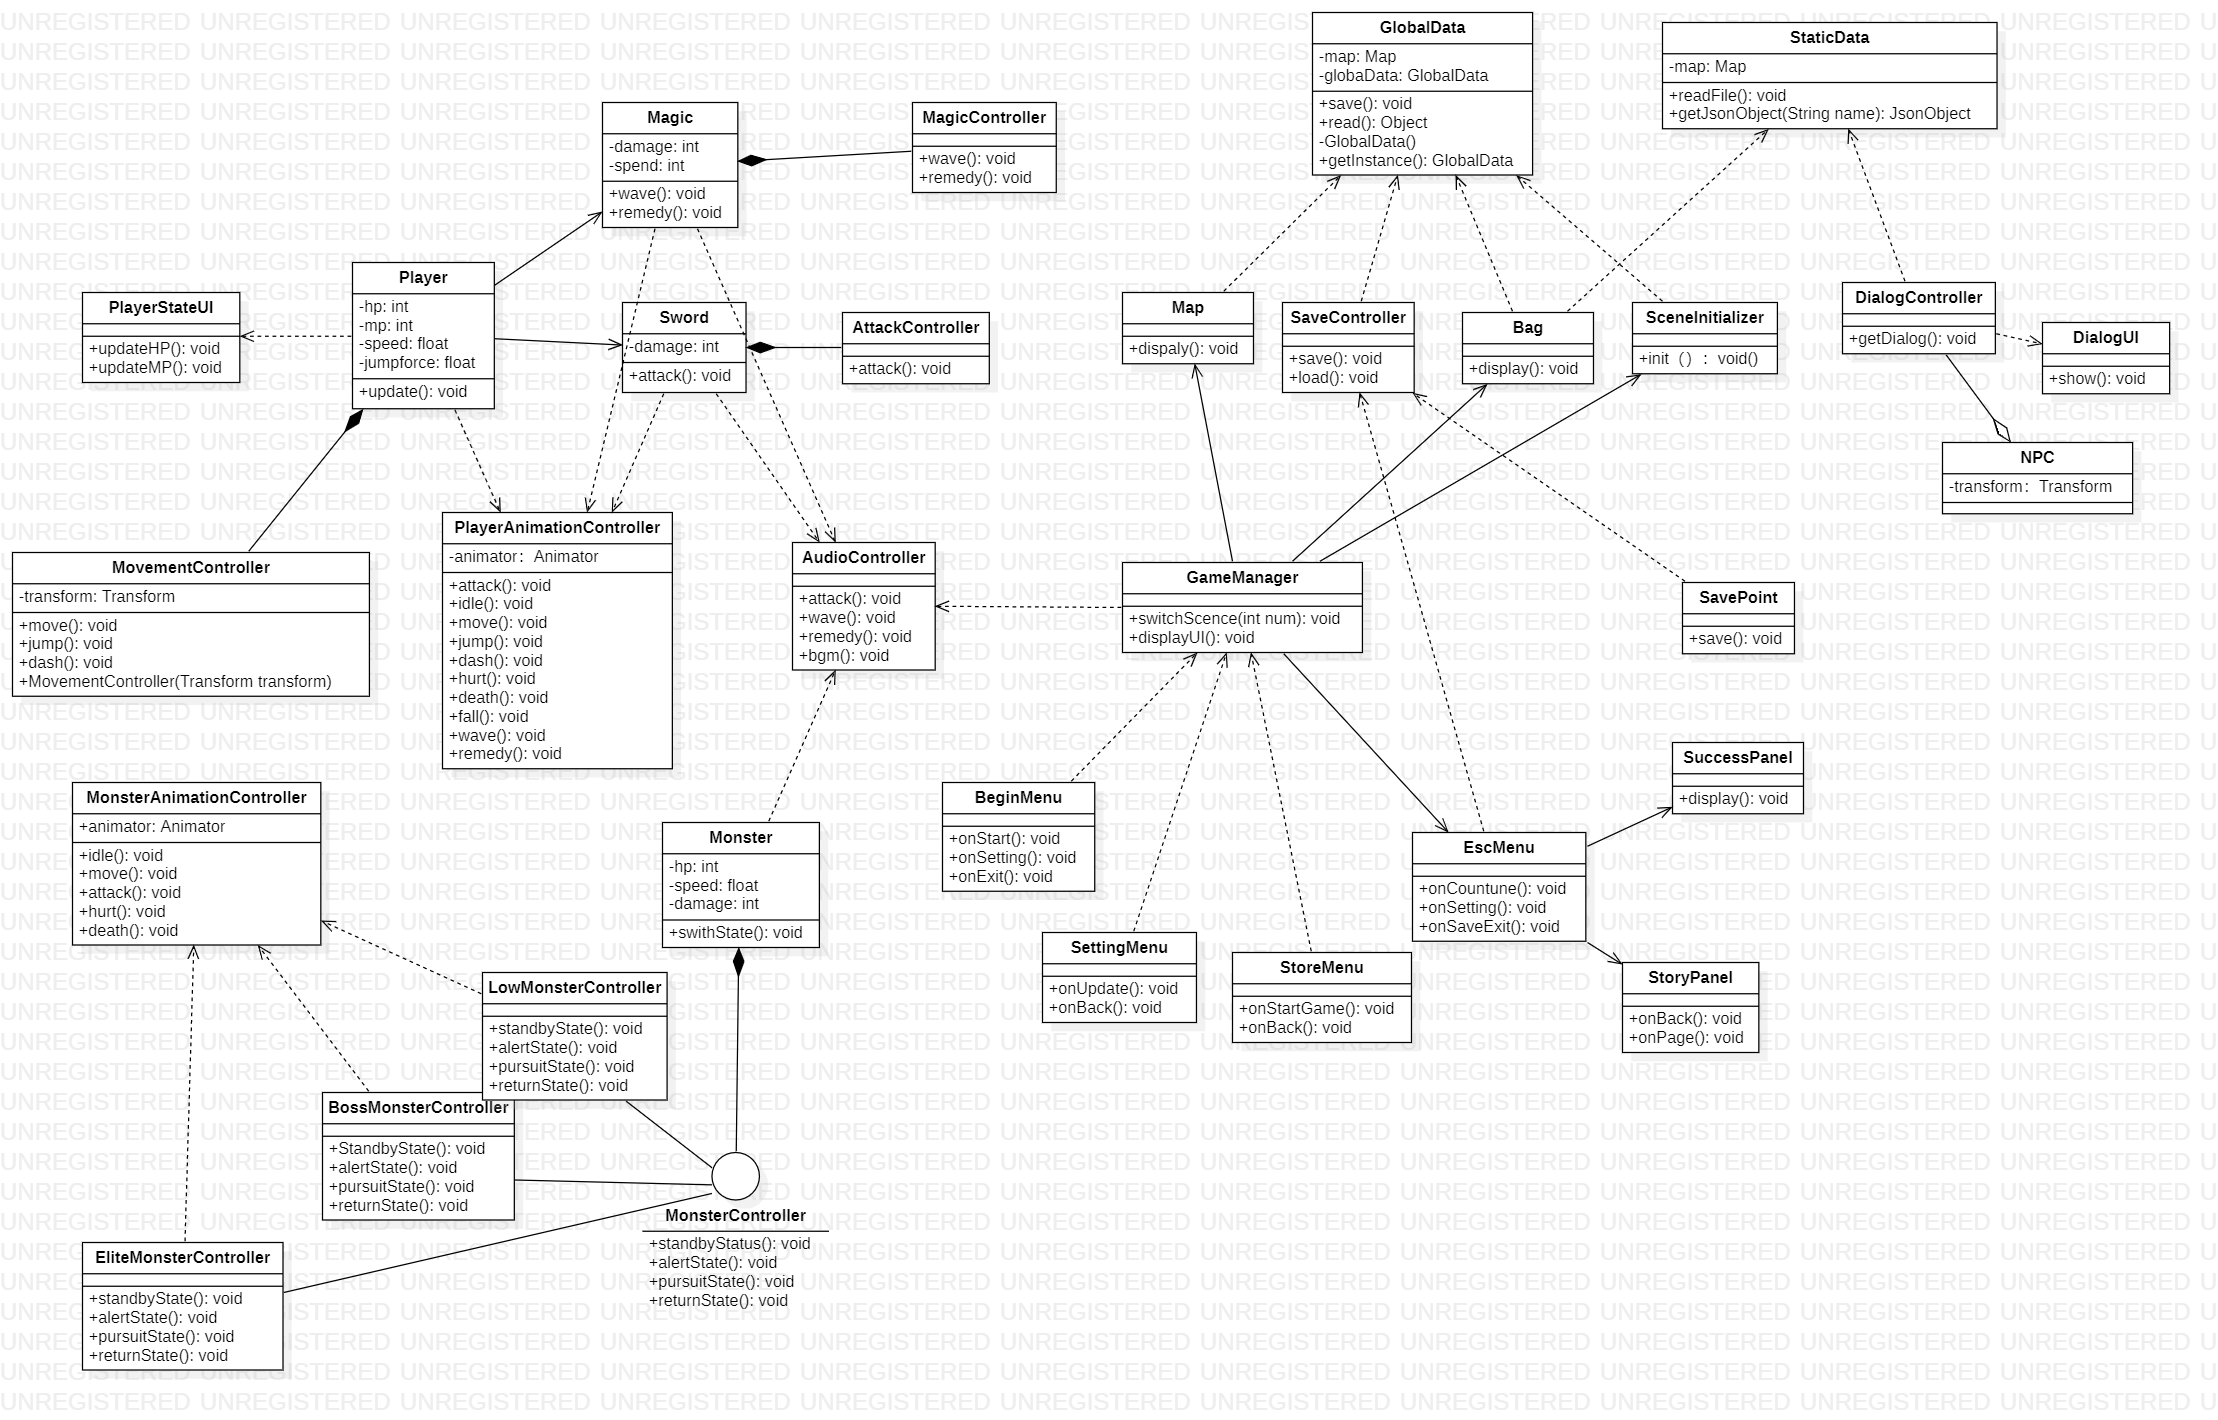 GlobalData
-map: Map
-globaData: GlobalData
+save(): void
+read(): Object
-GlobalData()
+getInstance(): GlobalData
StaticData
-map: Map
+readFile(): void
+getJsonObject(String name): JsonObject
Magic
-damage: int
-spend: int
+wave(): void
+remedy(): void
MagicController
+wave(): void
+remedy(): void
PlayerStateUI
+updateHP(): void
+updateMP(): void
Player
-hp: int
-mp: int
-speed: float
-jumpforce: float
+update(): void
Sword
-damage: int
+attack(): void
AttackController
+attack(): void
Map
+dispaly(): void
SaveController
+save(): void
+load(): void
Bag
+display(): void
SceneInitializer
+init（）: void()
DialogController
+getDialog(): void
DialogUI
+show(): void
NPC
-transform：Transform
MovementController
-transform: Transform
+move(): void
+jump(): void
+dash(): void
+MovementController(Transform transform)
PlayerAnimationController
-animator：Animator
+attack(): void
+idle(): void
+move(): void
+jump(): void
+dash(): void
+hurt(): void
+death(): void
+fall(): void
+wave(): void
+remedy(): void
AudioController
+attack(): void
+wave(): void
+remedy(): void
+bgm(): void
GameManager
+switchScence(int num): void
+displayUI(): void
SavePoint
+save(): void
MonsterAnimationController
+animator: Animator
+idle(): void
+move(): void
+attack(): void
+hurt(): void
+death(): void
Monster
-hp: int
-speed: float
-damage: int
+swithState(): void
BeginMenu
+onStart(): void
+onSetting(): void
+onExit(): void
SuccessPanel
+display(): void
EscMenu
+onCountune(): void
+onSetting(): void
+onSaveExit(): void
SettingMenu
+onUpdate(): void
+onBack(): void
StoreMenu
+onStartGame(): void
+onBack(): void
StoryPanel
+onBack(): void
+onPage(): void
LowMonsterController
+standbyState(): void
+alertState(): void
+pursuitState(): void
+returnState(): void
BossMonsterController
+StandbyState(): void
+alertState(): void
+pursuitState(): void
+returnState(): void
MonsterController
+standbyStatus(): void
+alertState(): void
+pursuitState(): void
+returnState(): void
EliteMonsterController
+standbyState(): void
+alertState(): void
+pursuitState(): void
+returnState(): void
UNREGISTERED